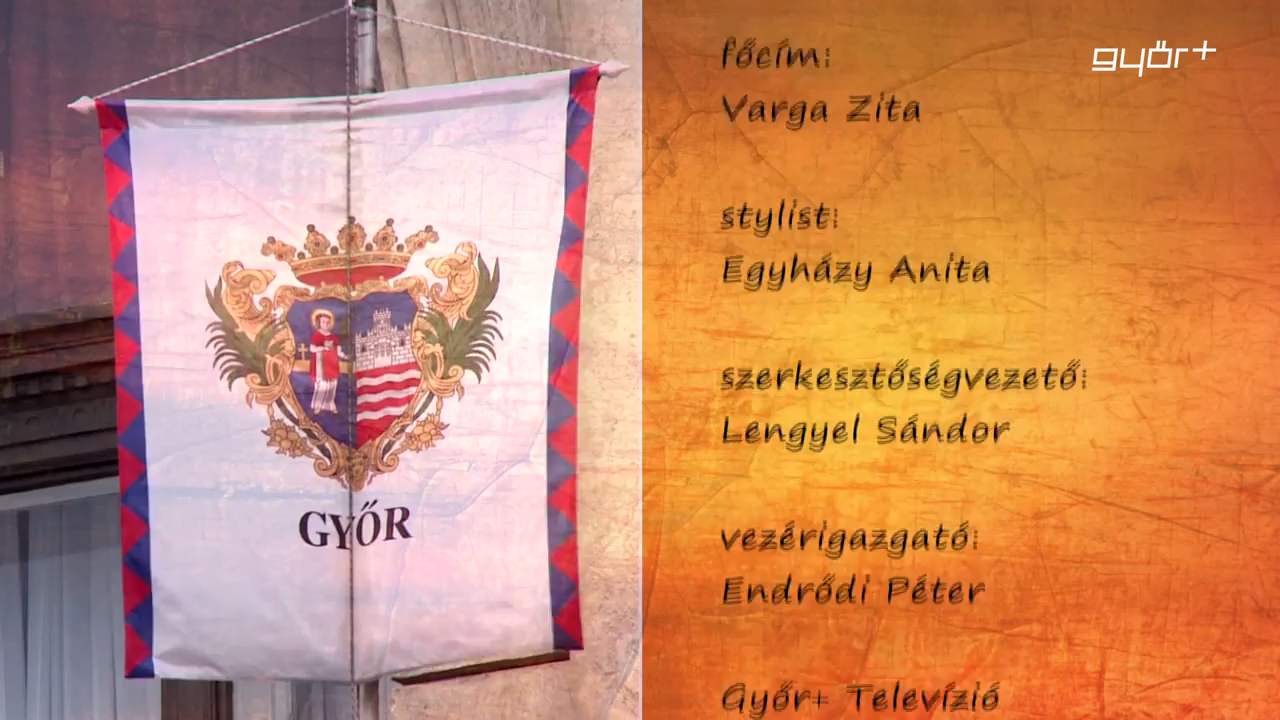 GYŐR
főcím:
győr+
Varga Zita
stylist:
Egyházy Anita
szerkesztőségvezető:
Lengyel Sándor
vezérigazgató:
Endrődi Péter
Győr+ Televízió